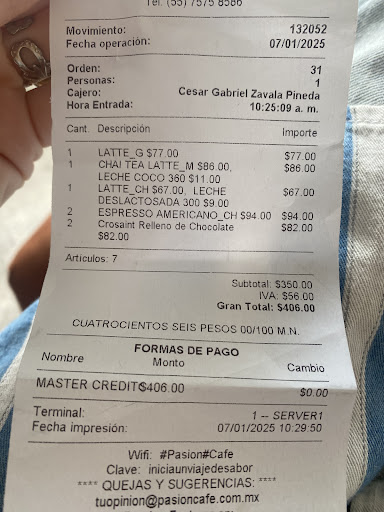 Tel. (55) 7575 8586
Movimiento: 132052
Fecha operación: 07/01/2025
Orden: 31
Personas: 1
Cajero: Cesar Gabriel Zavala Pineda
Hora Entrada: 10:25:09 a. m.
Cant. Descripción Importe
1 LATTE_G $77.00 $77.00
1 CHAI TEA LATTE_M $86.00, $86.00
LECHE COCO 360 $11.00
1 LATTE_CH $67.00, LECHE $67.00
DESLACTOSADA 300 $9.00
2 ESPRESSO AMERICANO_CH $94.00 $94.00
2 Crosaint Relleno de Chocolate $82.00
$82.00
Articulos: 7
Subtotal: $350.00
IVA: $56.00
Gran Total: $406.00
CUATROCIENTOS SEIS PESOS 00/100 M.N.
FORMAS DE PAGO
Nombre Monto Cambio
MASTER CREDIT$406.00 $0.00
Terminal: 1 -- SERVER1
Fecha impresión: 07/01/2025 10:29:50
Wifi: #Pasion#Cafe
Clave: iniciaunviajedesabor
**** QUEJAS Y SUGERENCIAS: ****
tuopinion@pasioncafe.com.mx